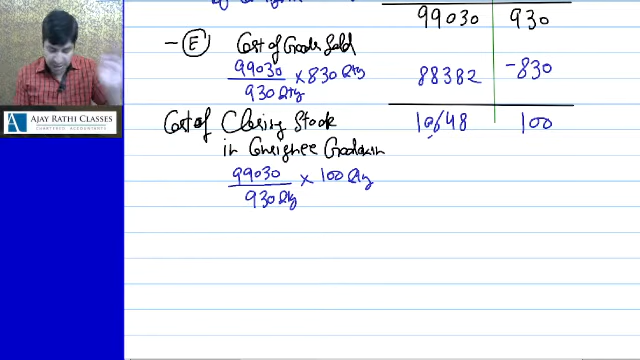 99030 930
- (E) Cost of Goods Sold
99030 / 930 Qty × 830 Qty 88382 -830
Cost of Closing Stock 10648 100
in Consignee Godown
99030 / 930 Qty × 100 Qty
AJAY RATHI CLASSES
CHARTERED ACCOUNTANTS